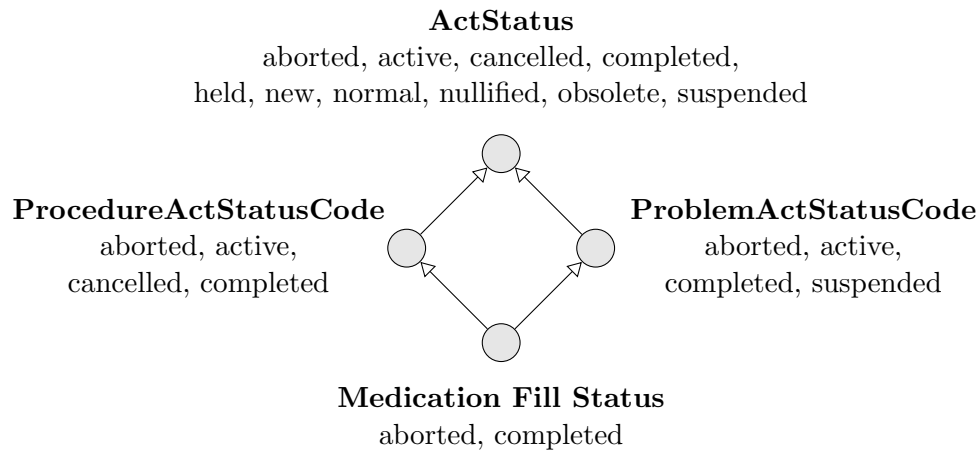 ActStatus
aborted, active, cancelled, completed,
held, new, normal, nullified, obsolete, suspended
ProcedureActStatusCode
aborted, active,
cancelled, completed
ProblemActStatusCode
aborted, active,
completed, suspended
Medication Fill Status
aborted, completed